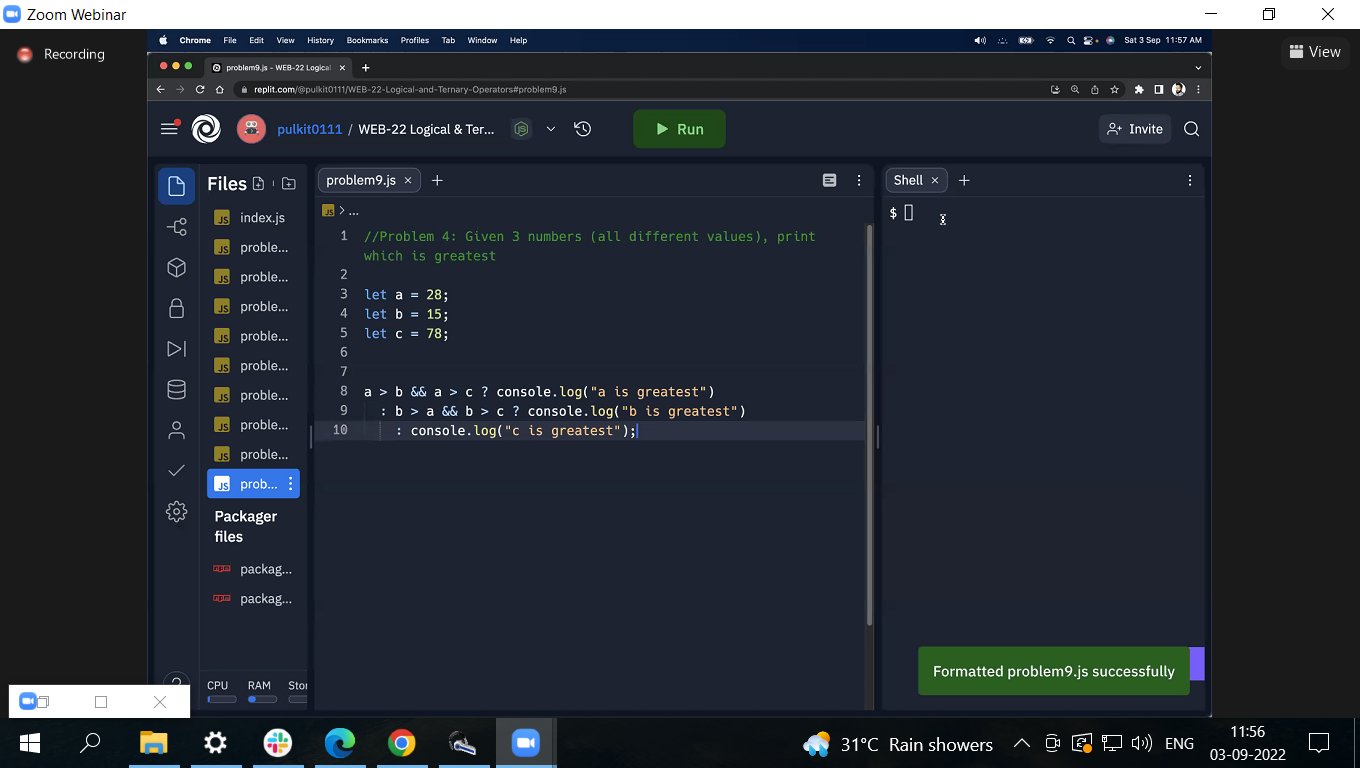 Zoom Webinar
Recording
View
Chrome File Edit View History Bookmarks Profiles Tab Window Help
Sat 3 Sep 11:57 AM
problem9.js - WEB-22 Logical
replit.com/@pulkit0111/WEB-22-Logical-and-Ternary-Operators#problem9.js
pulkit0111 / WEB-22 Logical & Ter...
Run
Invite
Files
index.js
proble...
proble...
proble...
proble...
proble...
proble...
proble...
proble...
prob...
Packager
files
packag...
packag...
CPU RAM Stor
problem9.js
JS > ...
1 //Problem 4: Given 3 numbers (all different values), print
which is greatest
2
3 let a = 28;
4 let b = 15;
5 let c = 78;
6
7
8 a > b && a > c ? console.log("a is greatest")
9 : b > a && b > c ? console.log("b is greatest")
10 : console.log("c is greatest");
Shell
$
Formatted problem9.js successfully
31°C Rain showers
ENG
11:56
03-09-2022